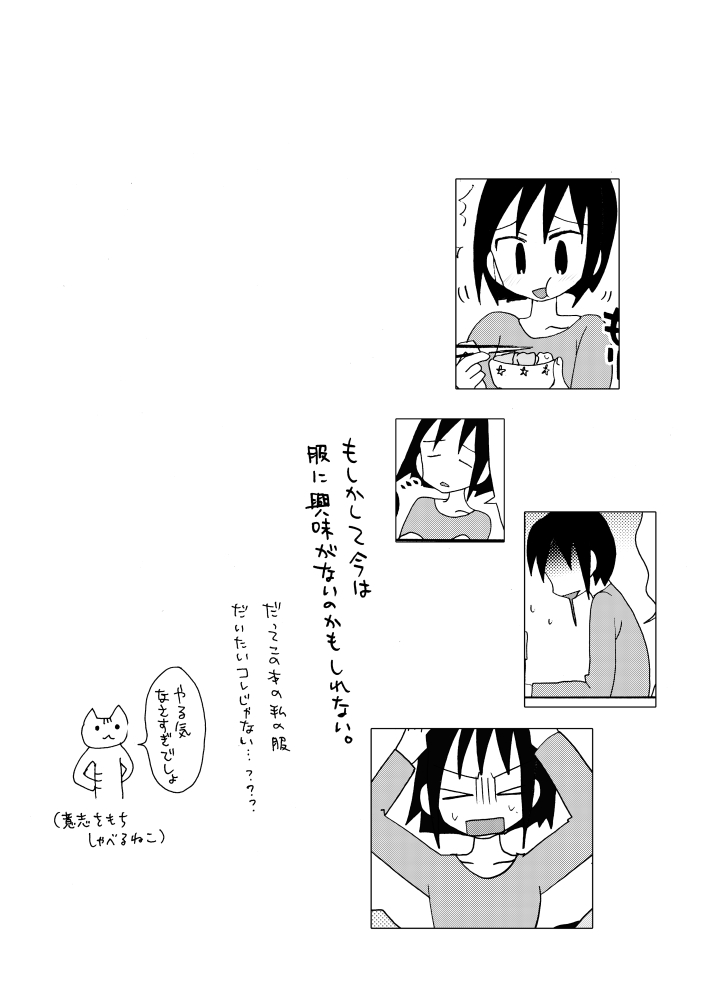 もー
もしかして今は
服に興味がないのかもしれない。
だってこの本の私の服
だいたいコレじゃない…????
やる気
なさすぎでしょ
(意志をもち
しゃべるねこ)